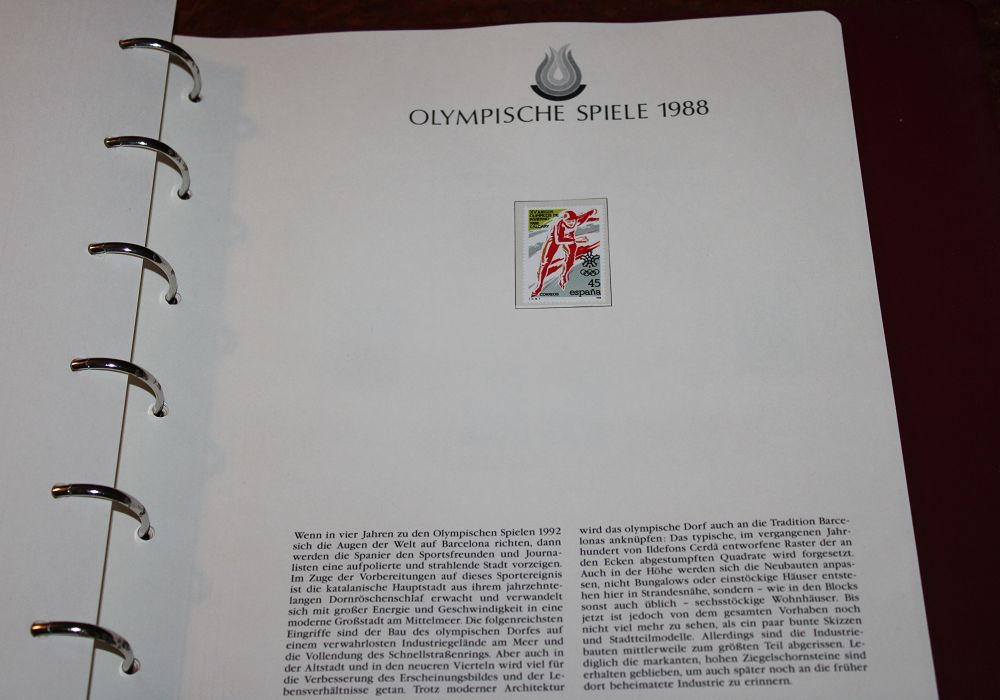 OLYMPISCHE SPIELE 1988
XV JUEGOS
OLIMPICOS DE
INVIERNO
1988
CALGARY
45
CORREOS
españa
1987
Wenn in vier Jahren zu den Olympischen Spielen 1992
sich die Augen der Welt auf Barcelona richten, dann
werden die Spanier den Sportsfreunden und Journa-
listen eine aufpolierte und strahlende Stadt vorzeigen.
Im Zuge der Vorbereitungen auf dieses Sportereignis
ist die katalanische Hauptstadt aus ihrem jahrzehnte-
langen Dornröschenschlaf erwacht und verwandelt
sich mit großer Energie und Geschwindigkeit in eine
moderne Großstadt am Mittelmeer. Die folgenreichsten
Eingriffe sind der Bau des olympischen Dorfes auf
einem verwahrlosten Industriegelände am Meer und
die Vollendung des Schnellstraßenrings. Aber auch in
der Altstadt und in den neueren Vierteln wird viel für
die Verbesserung des Erscheinungsbildes und der Le-
bensverhältnisse getan. Trotz moderner Architektur
wird das olympische Dorf auch an die Tradition Barce-
lonas anknüpfen: Das typische, im vergangenen Jahr-
hundert von Ildefons Cerdà entworfene Raster der an
den Ecken abgestumpften Quadrate wird forgesetzt.
Auch in der Höhe werden sich die Neubauten anpas-
sen, nicht Bungalows oder einstöckige Häuser entste-
hen hier in Strandesnähe, sondern – wie in den Blocks
sonst auch üblich – sechsstöckige Wohnhäuser. Bis
jetzt ist jedoch von dem gesamten Vorhaben noch
nicht viel mehr zu sehen, als ein paar bunte Skizzen
und Stadtteilmodelle. Allerdings sind die Industrie-
bauten mittlerweile zum größten Teil abgerissen. Le-
diglich die markanten, hohen Ziegelschornsteine sind
erhalten geblieben, um auch später noch an die früher
dort beheimatete Industrie zu erinnern.